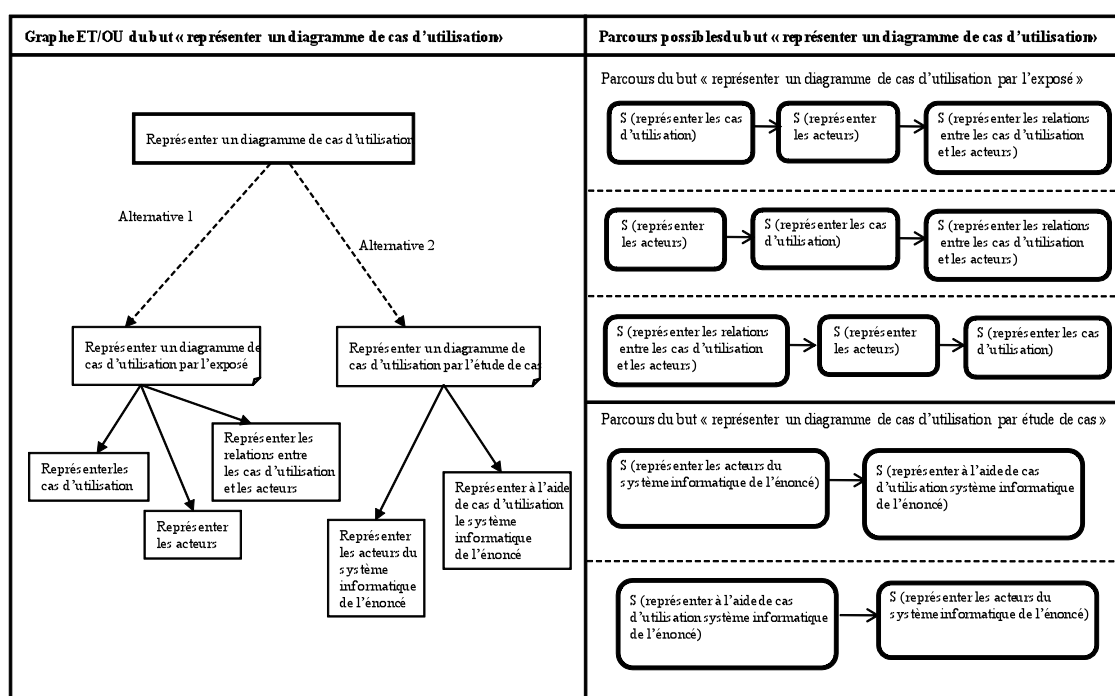 Graphe ET/OU du but « représenter un diagramme de cas d'utilisation»
Représenter un diagramme de cas d'utilisation
Alternative 1
Alternative 2
Représenter un diagramme de
cas d'utilisation par l'exposé
Représenter un diagramme de
cas d'utilisation par l'étude de cas
Représenter les
cas d'utilisation
Représenter
les acteurs
Représenter les
relations entre
les cas d'utilisation
et les acteurs
Représenter
les acteurs du
système
informatique
de l'énoncé
Représenter à l'aide
de cas d'utilisation
le système
informatique
de l'énoncé
Parcours possibles du but « représenter un diagramme de cas d'utilisation»
Parcours du but « représenter un diagramme de cas d'utilisation par l'exposé »
S (représenter les cas
d'utilisation)
S (représenter
les acteurs)
S (représenter les relations
entre les cas d'utilisation
et les acteurs)
S (représenter
les acteurs)
S (représenter les cas
d'utilisation)
S (représenter les relations
entre les cas d'utilisation
et les acteurs)
S (représenter les relations
entre les cas d'utilisation
et les acteurs)
S (représenter
les acteurs)
S (représenter les cas
d'utilisation)
Parcours du but « représenter un diagramme de cas d'utilisation par étude de cas »
S (représenter les acteurs du
système informatique de l'énoncé)
S (représenter à l'aide de cas
d'utilisation système informatique
de l'énoncé)
S (représenter à l'aide de cas
d'utilisation système informatique
de l'énoncé)
S (représenter les acteurs du
système informatique de l'énoncé)